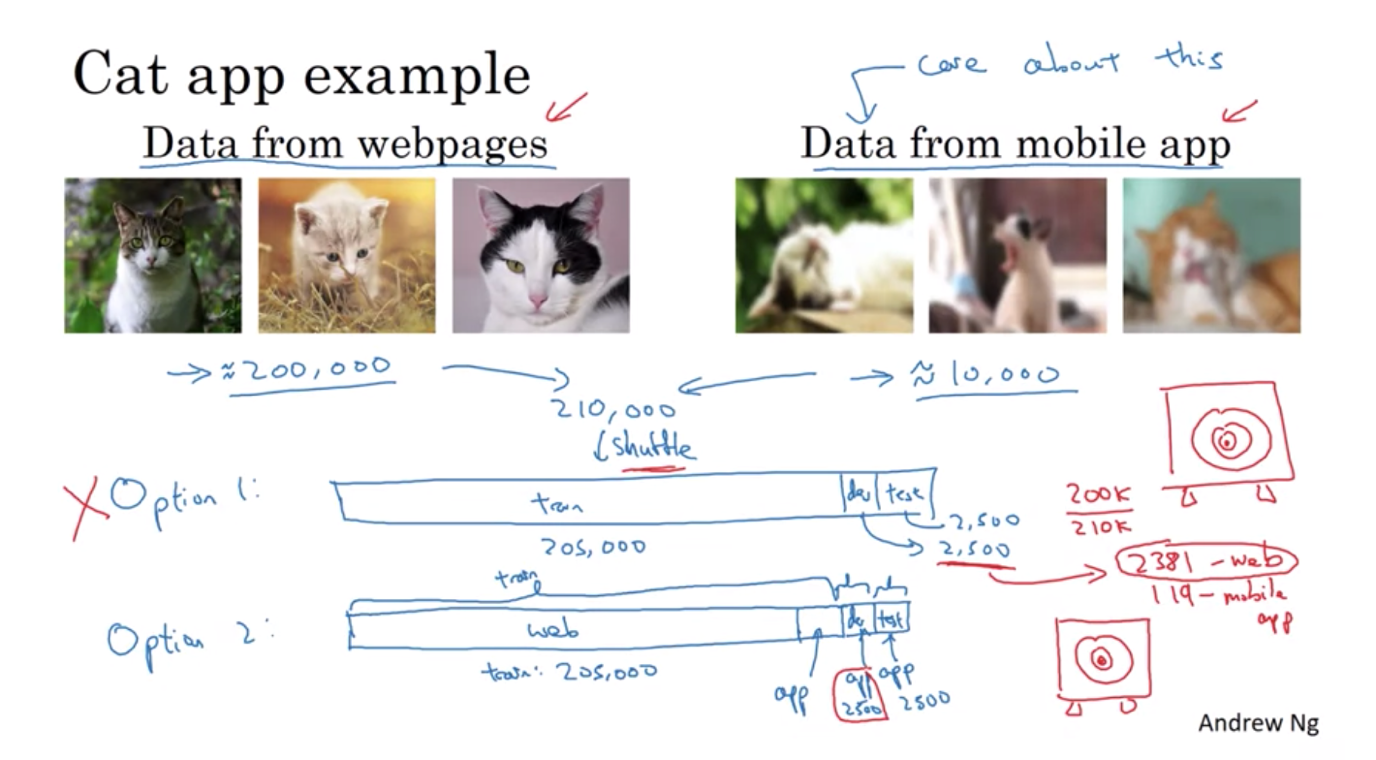 Cat app example
care about this
Data from webpages
Data from mobile app
→ ≈ 200,000
→ ≈ 10,000
210,000
↓ shuffle
X Option 1:
train
dev
test
205,000
2,500
2,500
200K
210K
2381 - web
119 - mobile
app
train
Option 2:
web
dev
test
train: 205,000
app
app
app
2500
2500
Andrew Ng